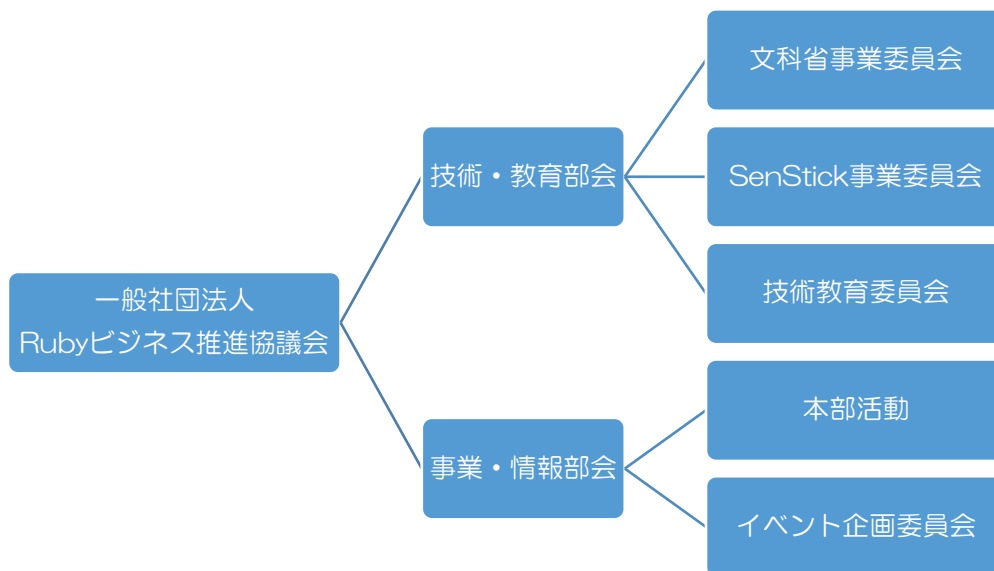 一般社団法人
Rubyビジネス推進協議会
技術・教育部会
文科省事業委員会
SenStick事業委員会
技術教育委員会
事業・情報部会
本部活動
イベント企画委員会